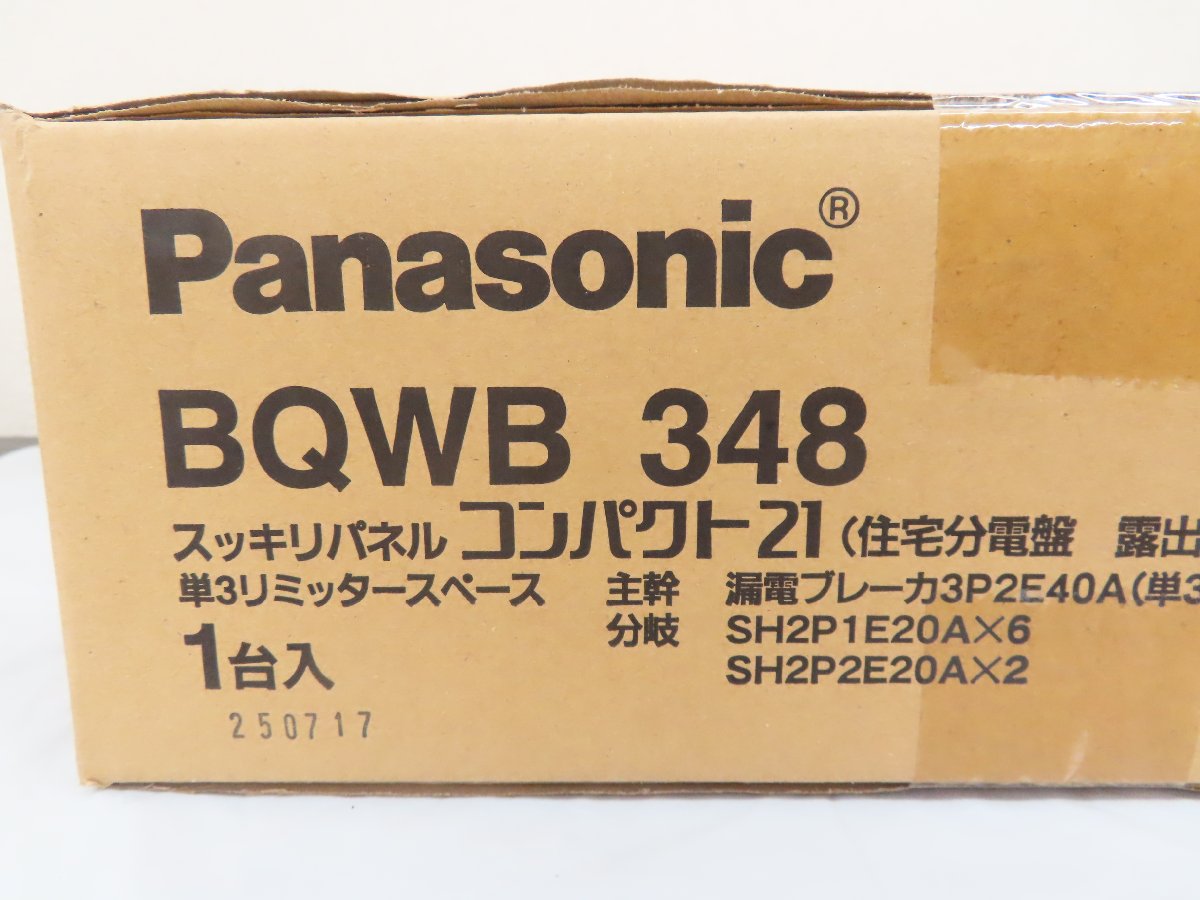 Panasonic®
BQWB 348
スッキリパネル コンパクト21 (住宅分電盤 露出
単3リミッタースペース 主幹 漏電ブレーカ3P2E40A(単3
1台入 分岐 SH2P1E20A×6
SH2P2E20A×2
250717